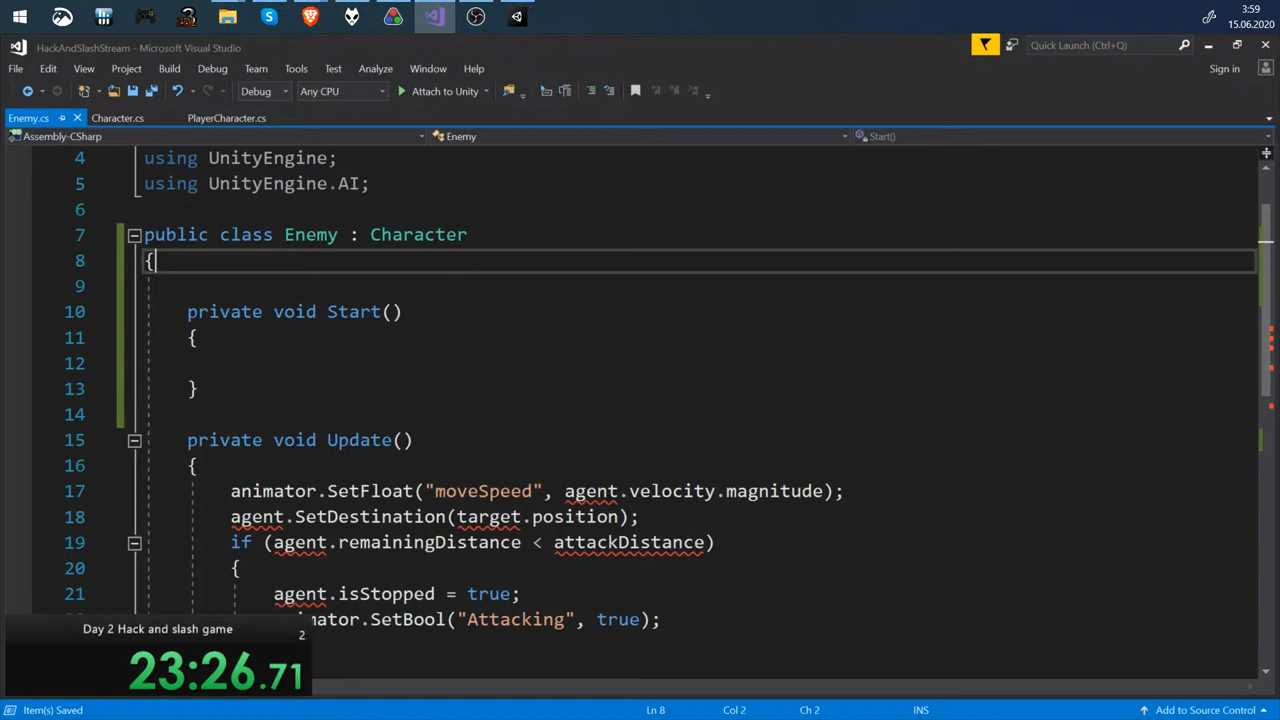 3:59
15.06.2020
HackAndSlashStream - Microsoft Visual Studio
Quick Launch (Ctrl+Q)
File Edit View Project Build Debug Team Tools Test Analyze Window Help
Sign in
Debug Any CPU Attach to Unity
Enemy.cs Character.cs PlayerCharacter.cs
Assembly-CSharp Enemy Start()
4 using UnityEngine;
5 using UnityEngine.AI;
6
7 public class Enemy : Character
8 {
9
10 private void Start()
11 {
12
13 }
14
15 private void Update()
16 {
17 animator.SetFloat("moveSpeed", agent.velocity.magnitude);
18 agent.SetDestination(target.position);
19 if (agent.remainingDistance < attackDistance)
20 {
21 agent.isStopped = true;
.SetBool("Attacking", true);
Day 2 Hack and slash game
2
23:26.71
Item(s) Saved Ln 8 Col 2 Ch 2 INS Add to Source Control